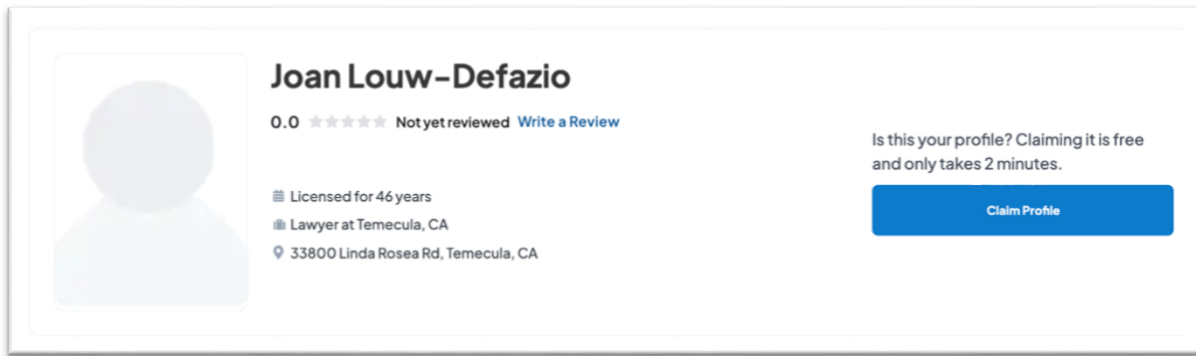 Joan Louw-Defazio
0.0 Not yet reviewed Write a Review
Licensed for 46 years
Lawyer at Temecula, CA
33800 Linda Rosea Rd, Temecula, CA
Is this your profile? Claiming it is free
and only takes 2 minutes.
Claim Profile